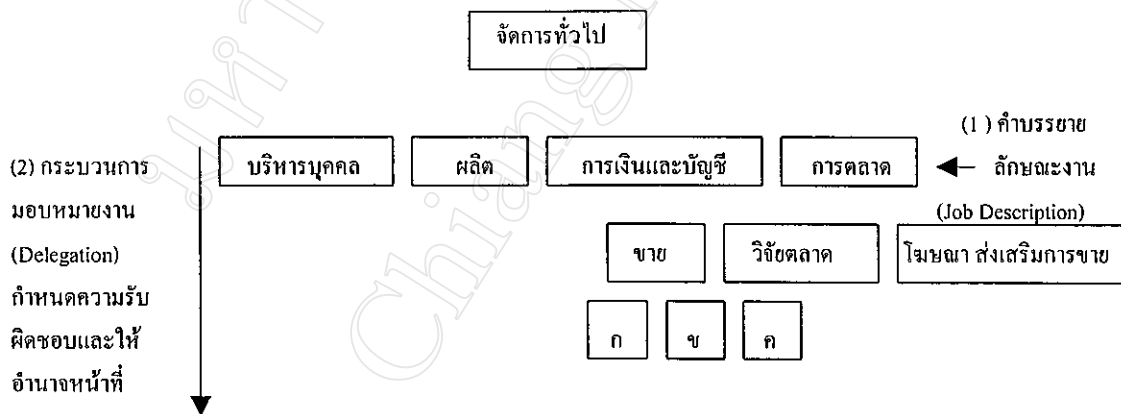 จัดการทั่วไป
(1 ) คำบรรยาย
ลักษณะงาน
(Job Description)
(2) กระบวนการ
มอบหมายงาน
(Delegation)
กำหนดความรับ
ผิดชอบและให้
อำนาจหน้าที่
บริหารบุคคล
ผลิต
การเงินและบัญชี
การตลาด
ขาย
วิจัยตลาด
โฆษณา ส่งเสริมการขาย
ก
ข
ค
Chiang